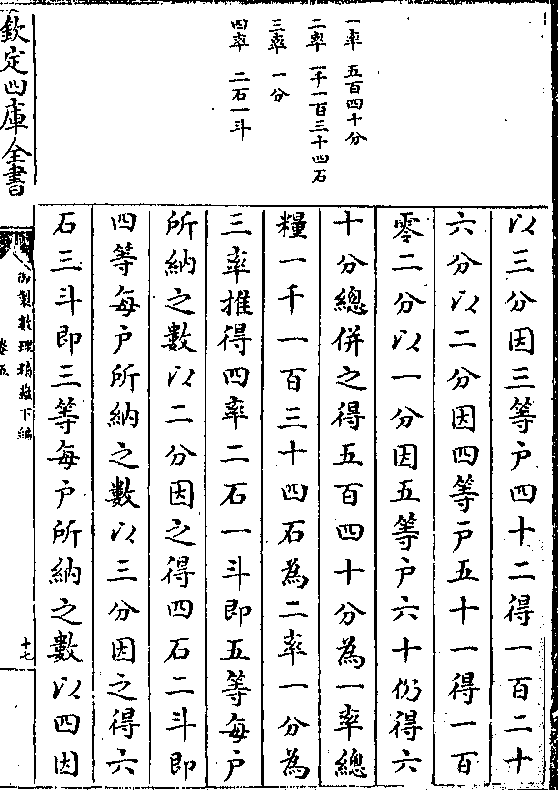 一率　五百四十分
二率　一千一百三十四石
三率　一分
四率　二石一斗
以三分因三等户四十二得一百二十
六分以二分因四等户五十一得一百
零二分以一分因五等户六十仍得六
十分總併之得五百四十分為一率總
糧一千一百三十四石為二率一分為
三率推得四率二石一斗即五等每户
所納之數以二分因之得四石二斗即
四等每户所納之數以三分因之得六
石三斗即三等每户所納之數以四因
欽定四庫全書
御製數理精蘊下編
卷五
十七